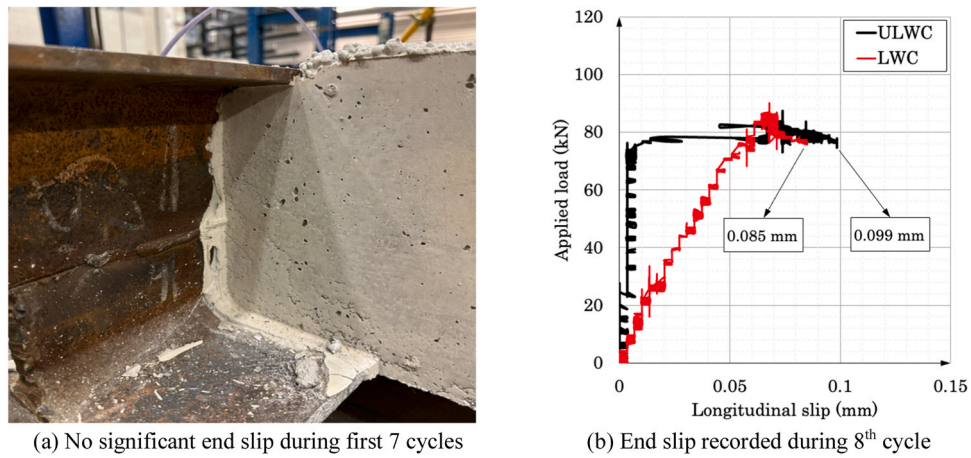 120
100
80
60
40
20
0
Applied load (kN)
ULWC
LWC
0.085 mm
0.099 mm
0
0.05
0.1
0.15
Longitudinal slip (mm)
(a) No significant end slip during first 7 cycles
(b) End slip recorded during 8th cycle